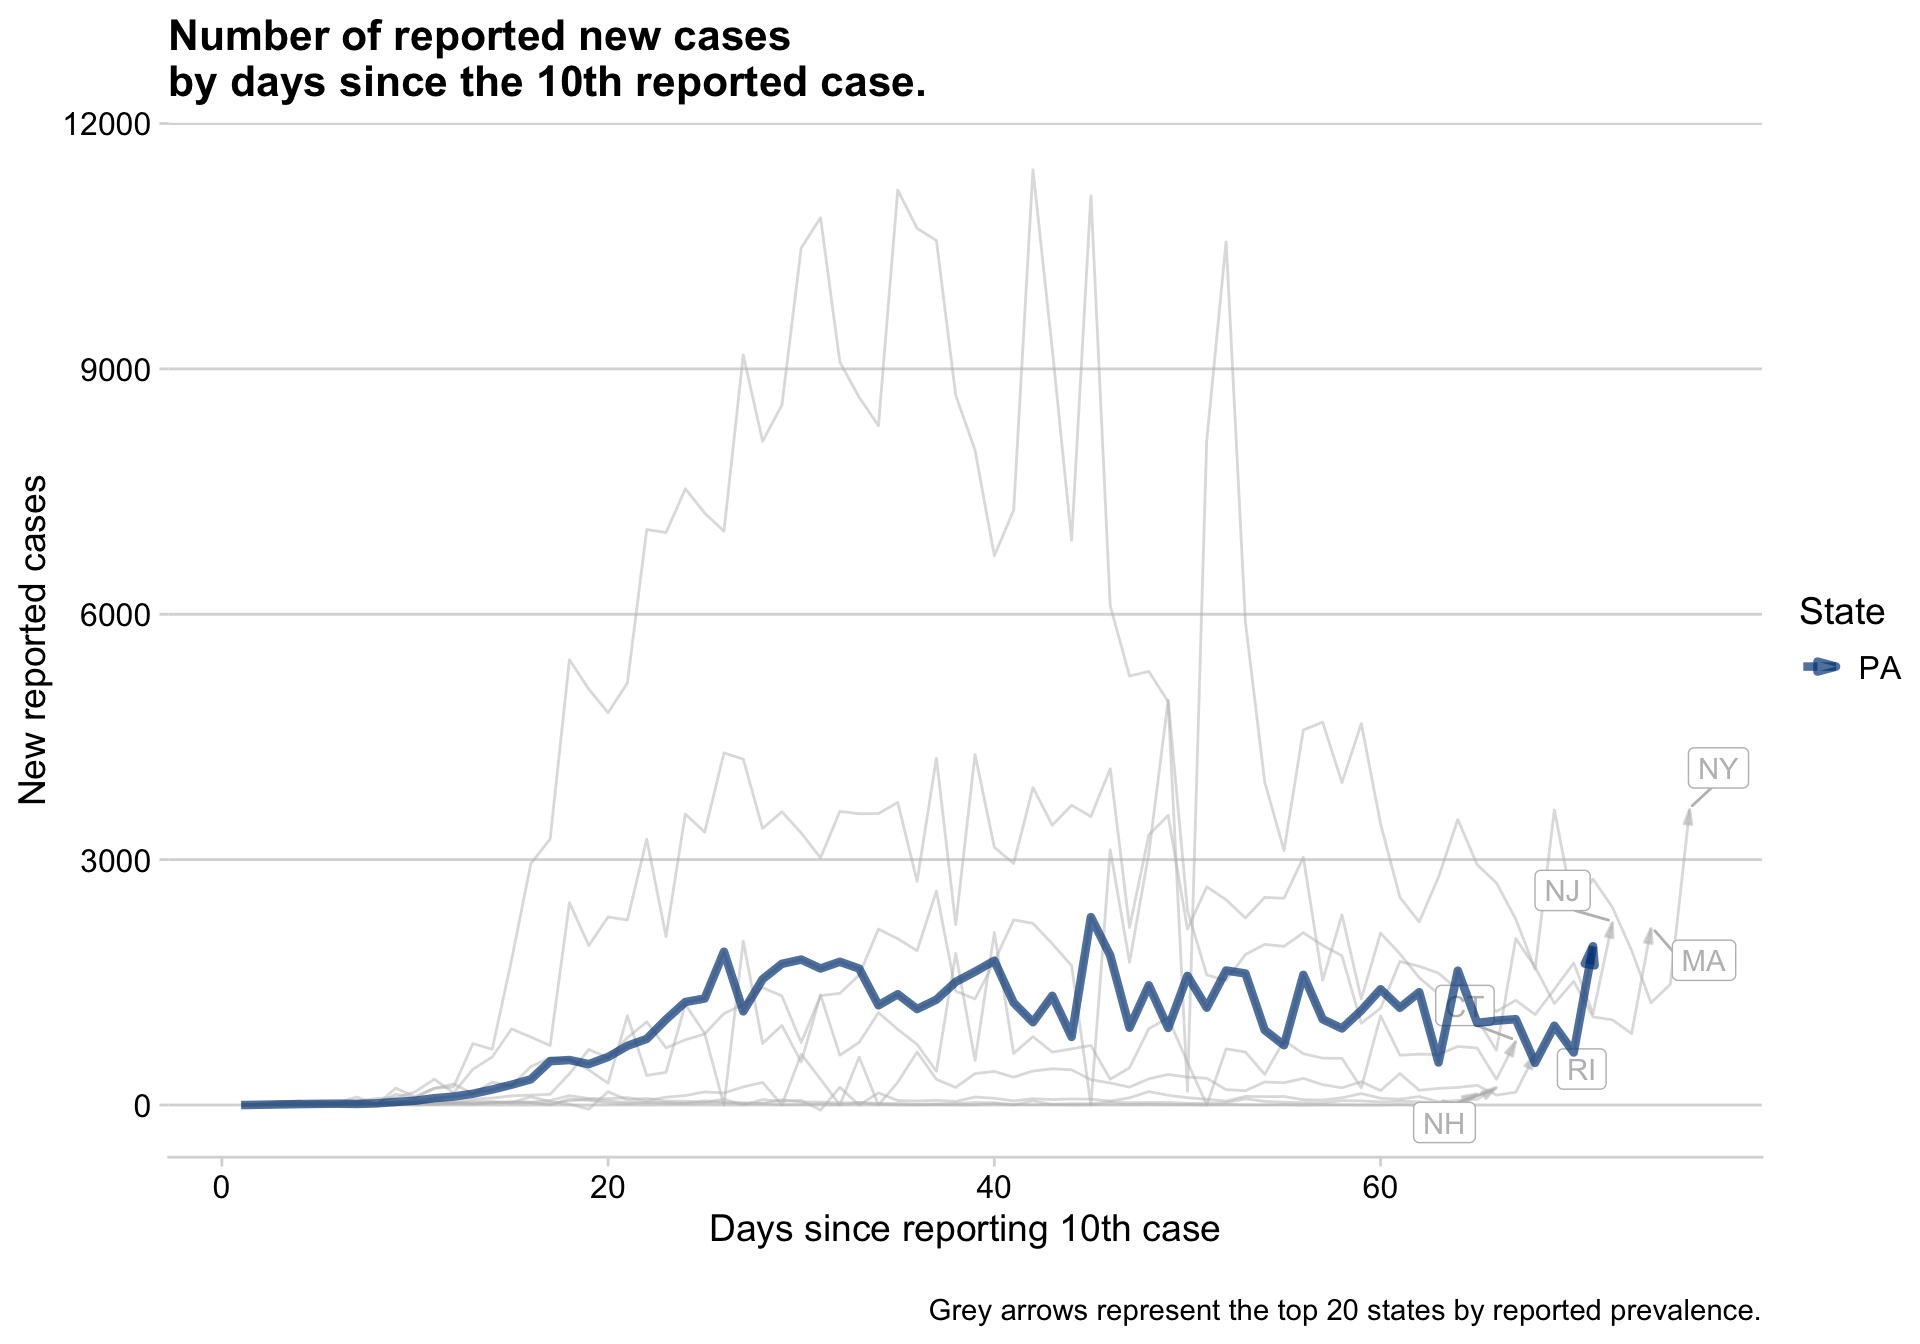 Number of reported new cases
by days since the 10th reported case.
12000
9000
6000
3000
0
New reported cases
NY
NJ
MA
CT
RI
NH
State
PA
0
20
40
60
Days since reporting 10th case
Grey arrows represent the top 20 states by reported prevalence.